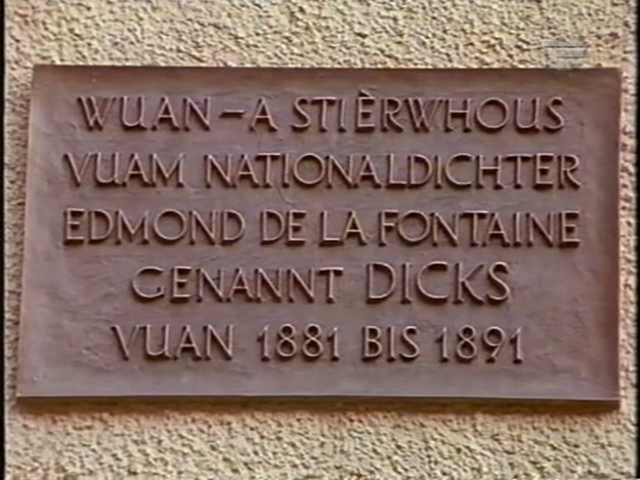 WUAN-A STIÈRWHOUS
VUAM NATIONALDICHTER
EDMOND DE LA FONTAINE
GENANNT DICKS
VUAN 1881 BIS 1891